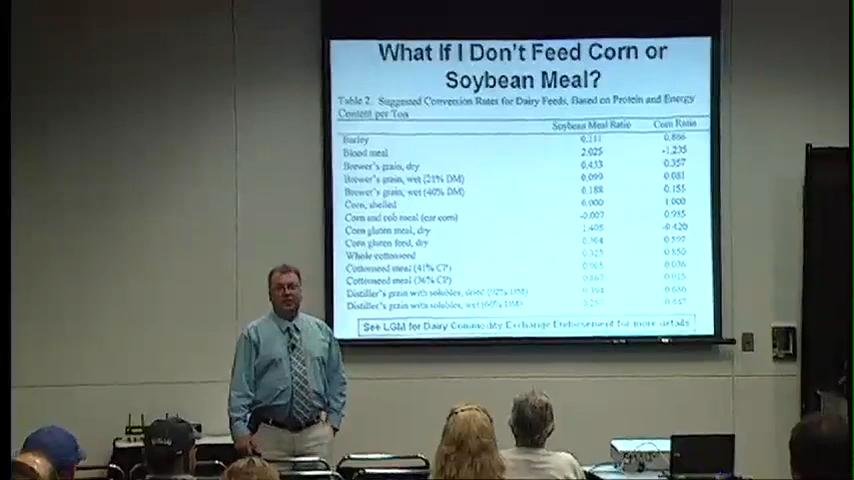 What If I Don't Feed Corn or
Soybean Meal?
Table 2. Suggested Conversion Rates for Dairy Feeds, Based on Protein and Energy
Content per Ton
Soybean Meal Ratio Corn Ratio
Barley 0.866
Blood meal 2.025 -1.235
Brewer's grain, dry 0.433 0.357
Brewer's grain, wet (21% DM) 0.099 0.081
Brewer's grain, wet (40% DM) 0.188 0.155
Corn, shelled 0.000 1.000
Corn and cob meal (ear corn) -0.007 0.985
Corn gluten meal, dry 1.405 -0.420
Corn gluten feed, dry
Whole cottonseed
Cottonseed meal (41% CP)
Cottonseed meal (36% CP)
Distiller's grain with solubles, dried
Distiller's grain with solubles, wet
See LGM for Dairy Commodity Exchange Endorsement for more details